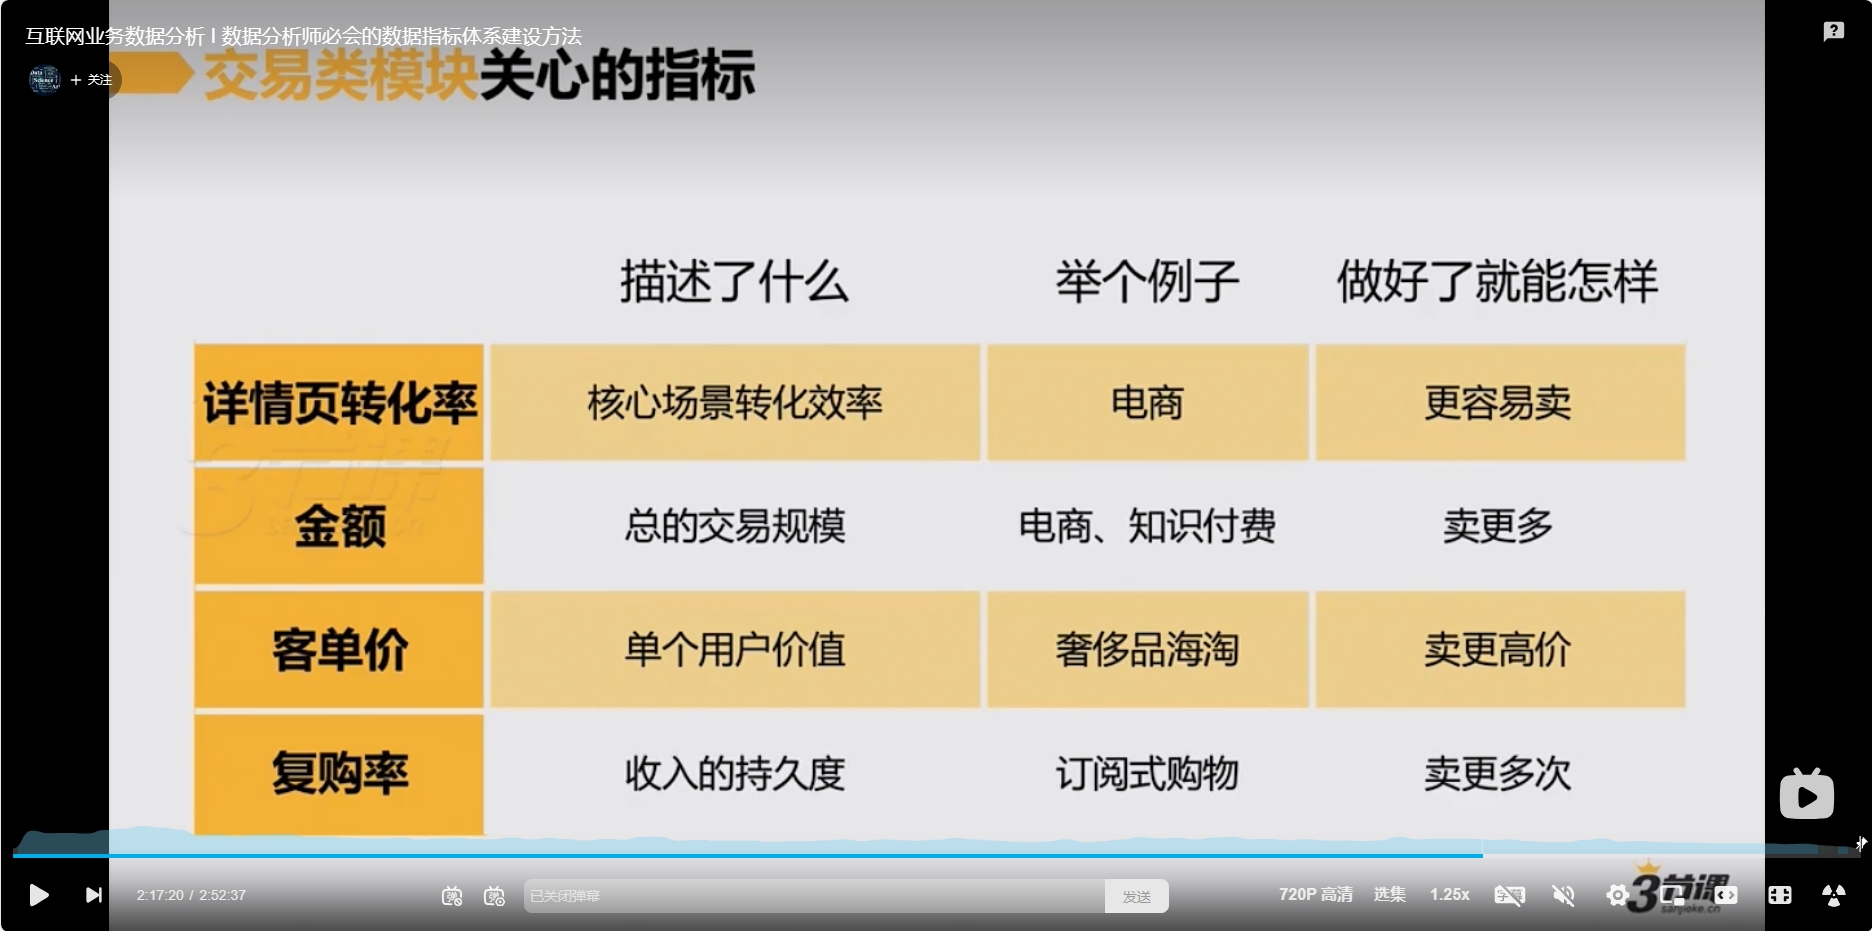 互联网业务数据分析 | 数据分析师必会的数据指标体系建设方法
+ 关注
交易类模块关心的指标
描述了什么 举个例子 做好了就能怎样
详情页转化率 核心场景转化效率 电商 更容易卖
金额 总的交易规模 电商、知识付费 卖更多
客单价 单个用户价值 奢侈品海淘 卖更高价
复购率 收入的持久度 订阅式购物 卖更多次
2:17:20 / 2:52:37 已关闭弹幕 发送 720P 高清 选集 1.25x
3节课
sanjieke.cn